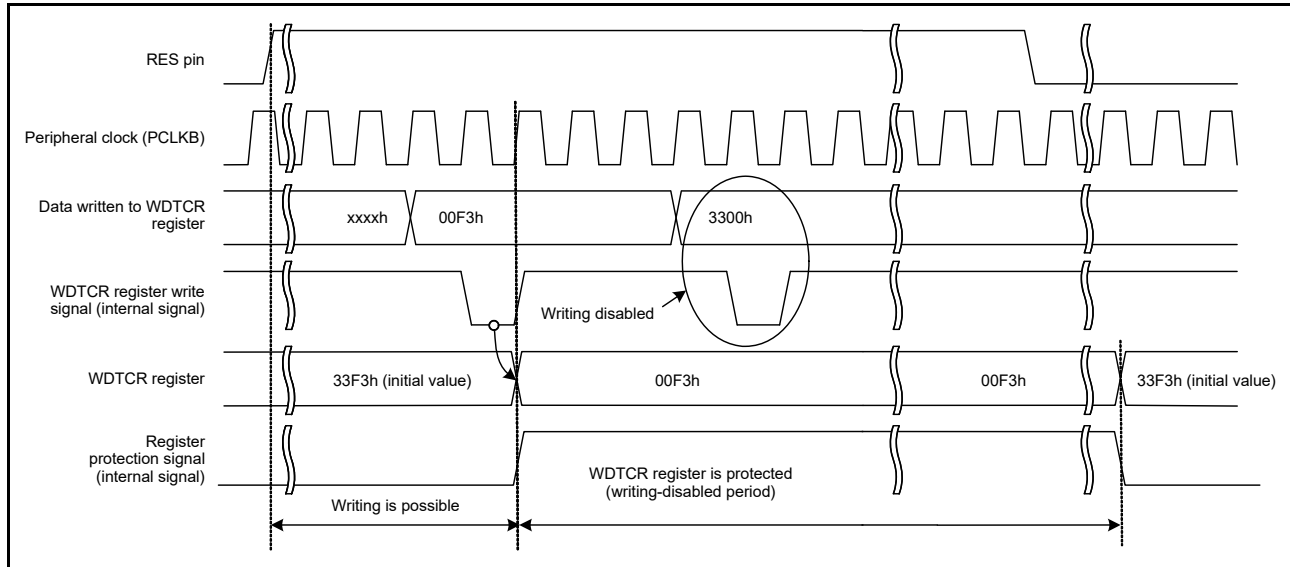 RES pin
Peripheral clock (PCLKB)
Data written to WDTCR
register
xxxxh
00F3h
3300h
WDTCR register write
signal (internal signal)
Writing disabled
WDTCR register
33F3h (initial value)
00F3h
00F3h
33F3h (initial value)
Register
protection signal
(internal signal)
WDTCR register is protected
(writing-disabled period)
Writing is possible